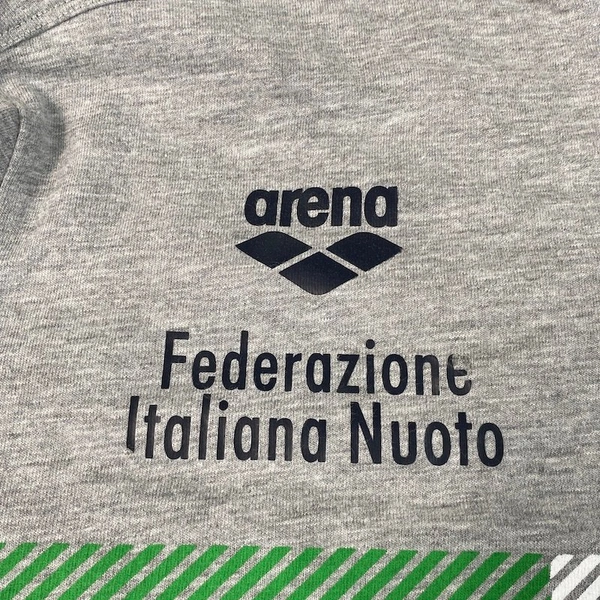 arena
Federazione
Italiana Nuoto